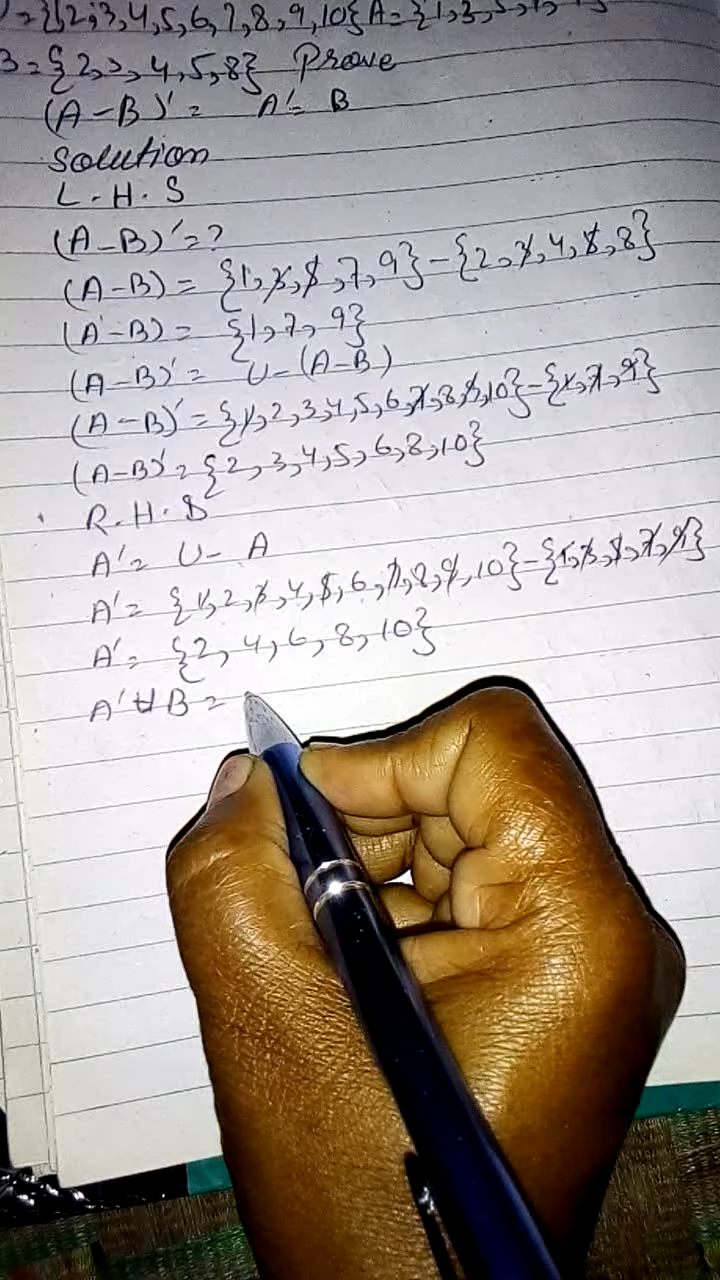 ={1,2,3,4,5,6,7,8,9,10} A={1,3,5,7,9}
B={2,3,4,5,8} Prove
(A-B)'= A'- B
Solution
L.H.S
(A-B)'=?
(A-B)= {1,3,5,7,9}-{2,3,4,5,8}
(A-B)= {1,7,9}
(A-B)'= U-(A-B)
(A-B)'={1,2,3,4,5,6,7,8,9,10}-{1,7,9}
(A-B)'={2,3,4,5,6,8,10}
R.H.S
A'= U-A
A'= {1,2,3,4,5,6,7,8,9,10}-{1,3,5,7,9}
A'= {2,4,6,8,10}
A'UB=